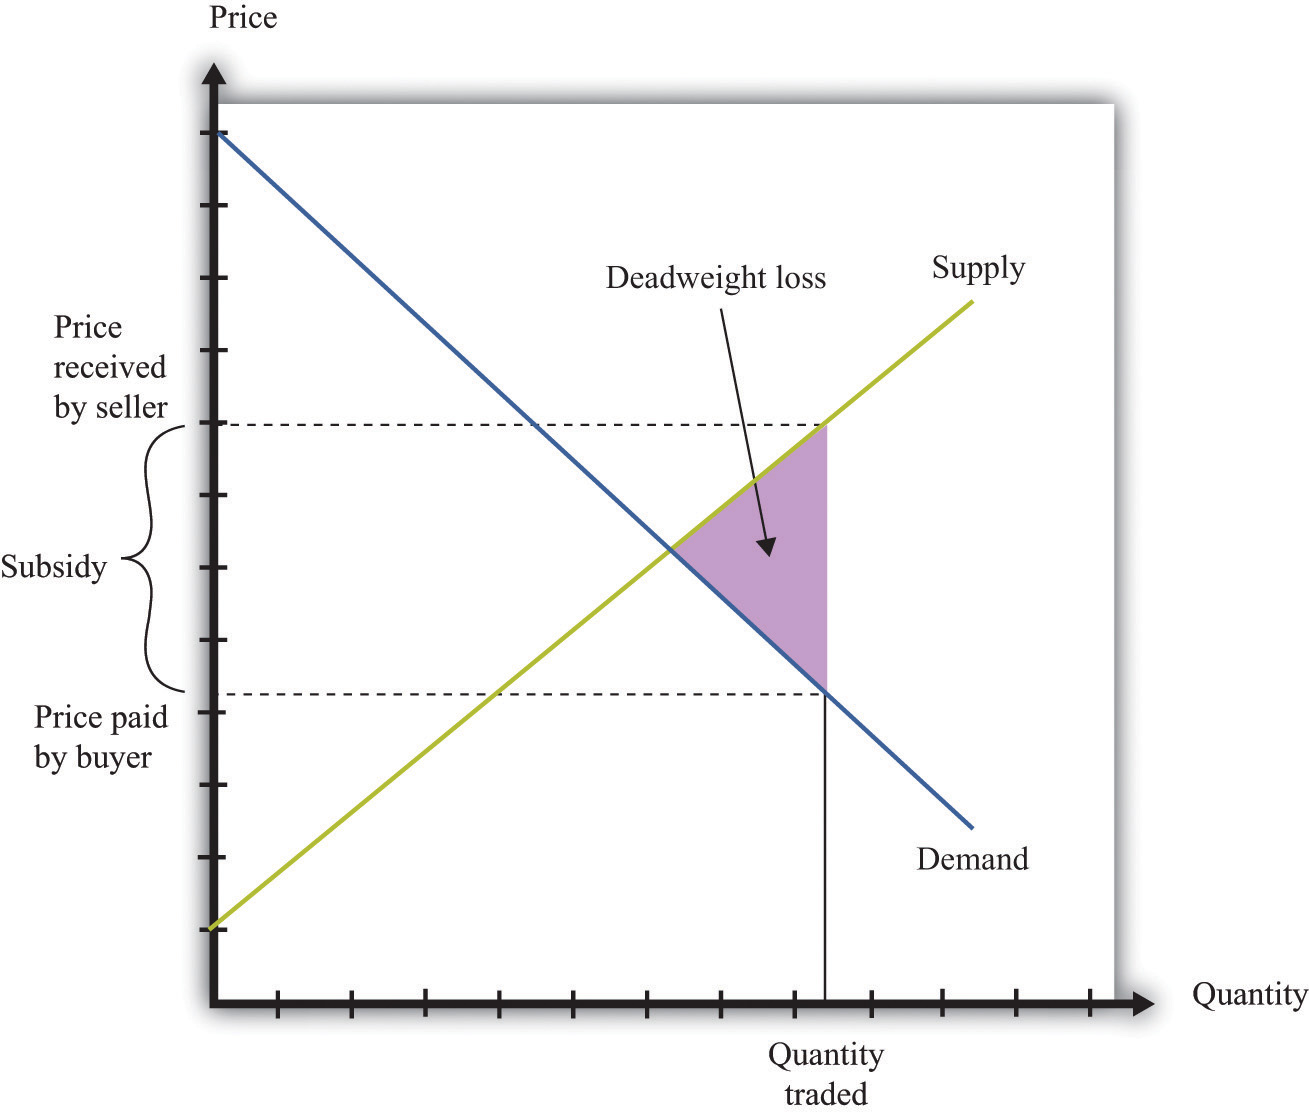 Price
Deadweight loss
Supply
Price
received
by seller
Subsidy
Price paid
by buyer
Demand
Quantity
Quantity
traded